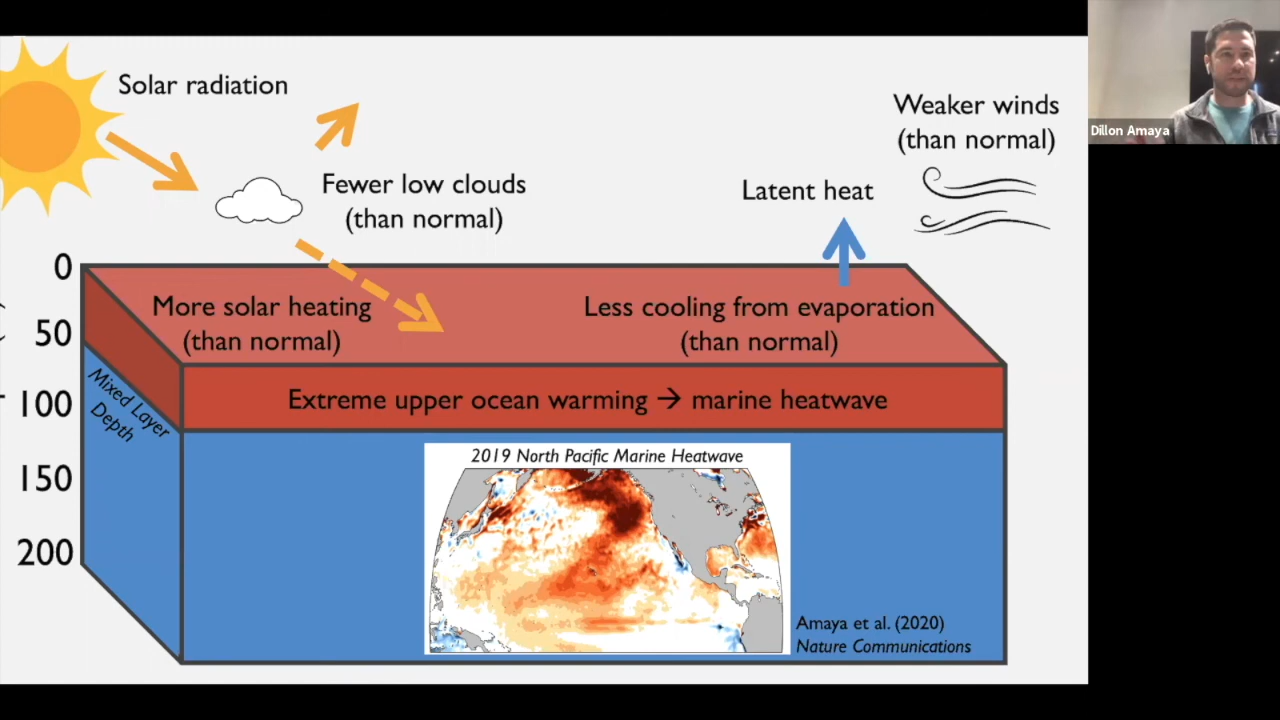 Solar radiation
Weaker winds
(than normal)
Dillon Amaya
Fewer low clouds
(than normal)
Latent heat
0
50
100
150
200
More solar heating
(than normal)
Less cooling from evaporation
(than normal)
Mixed Layer
Depth
Extreme upper ocean warming → marine heatwave
2019 North Pacific Marine Heatwave
Amaya et al. (2020)
Nature Communications